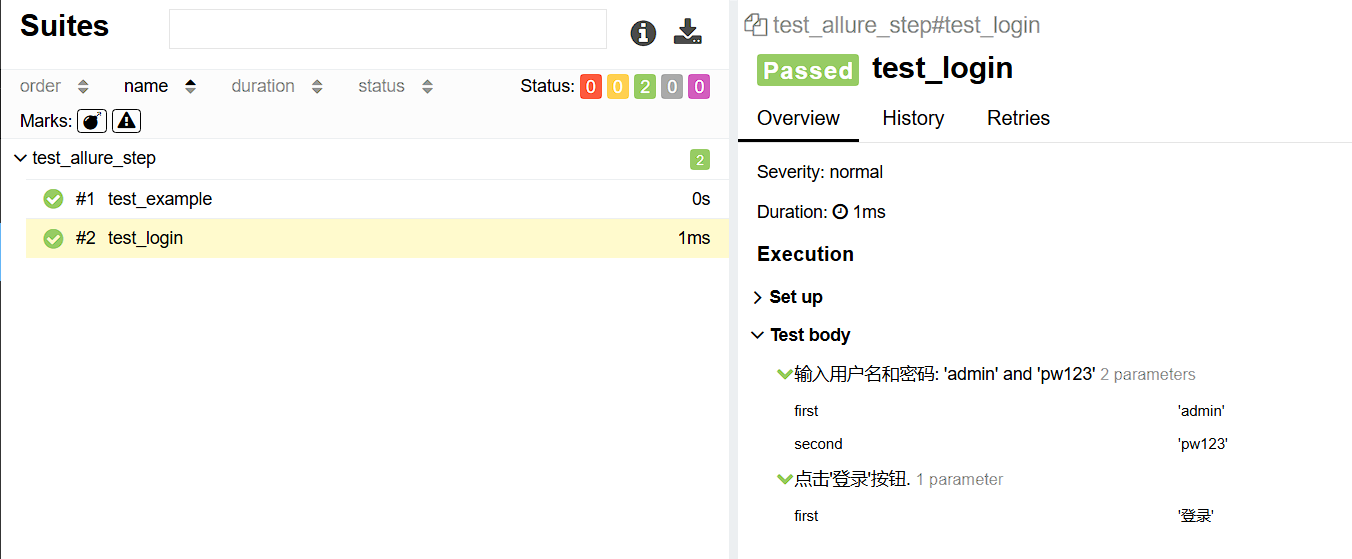 Suites
order name duration status Status: 0 0 2 0 0
Marks:
test_allure_step 2
#1 test_example 0s
#2 test_login 1ms
test_allure_step#test_login
Passed test_login
Overview History Retries
Severity: normal
Duration: 1ms
Execution
Set up
Test body
输入用户名和密码: 'admin' and 'pw123' 2 parameters
first 'admin'
second 'pw123'
点击'登录'按钮. 1 parameter
first '登录'